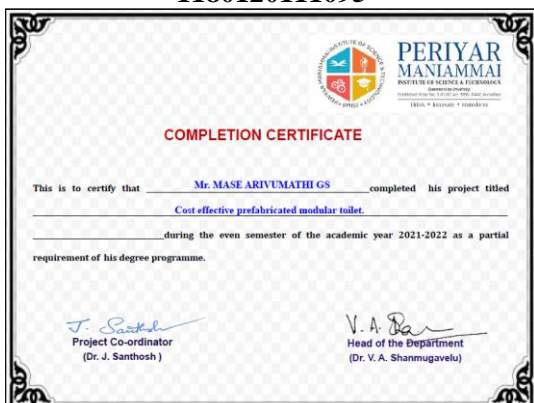 PERIYAR
MANIAMMAI
INSTITUTE OF SCIENCE & TECHNOLOGY
COMPLETION CERTIFICATE
This is to certify that Mr. MASE ARIVUMATHI GS completed his project titled
Cost effective prefabricated modular toilet.
during the even semester of the academic year 2021-2022 as a partial
requirement of his degree programme.
J. Santhosh
V. A.
Project Co-ordinator
Head of the Department
(Dr. J. Santhosh )
(Dr. V. A. Shanmugavelu)